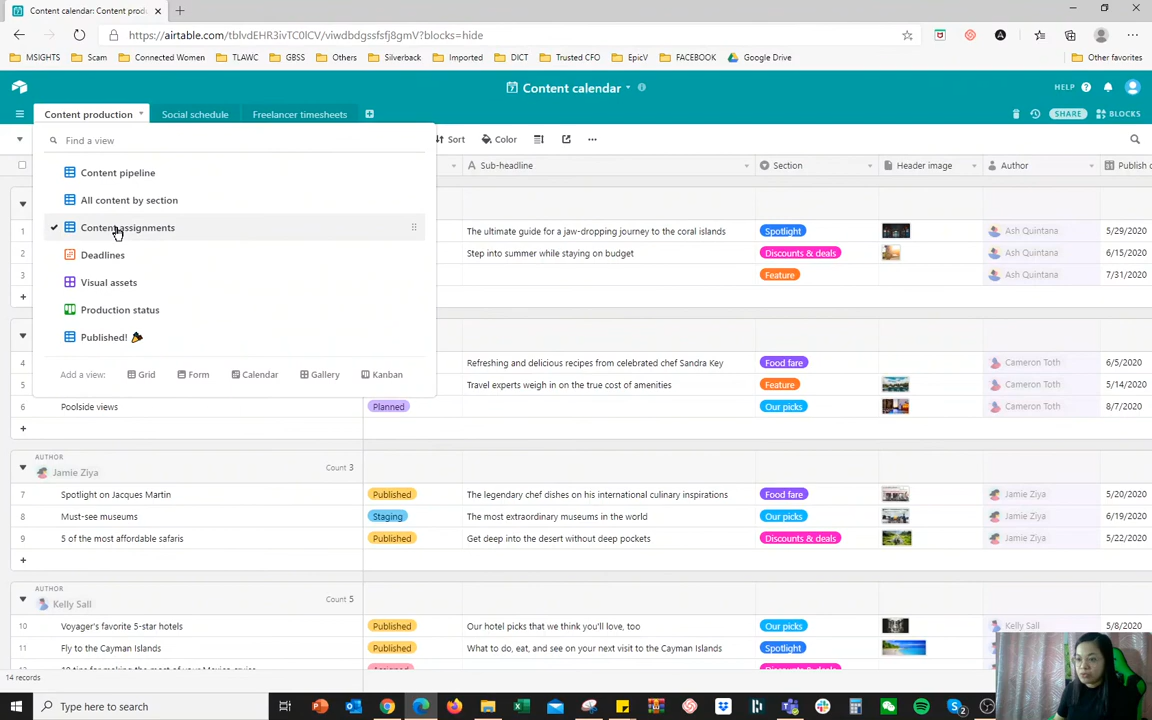 Content calendar: Content produ
https://airtable.com/tblvdEHR3ivTC0lCV/viwdbdgssfsfj8gmV?blocks=hide
MSIGHTS
Scam
Connected Women
TLAWC
GBSS
Others
Silverback
Imported
DICT
Trusted CFO
EpicV
FACEBOOK
Google Drive
Other favorites
Content calendar
HELP
Content production
Social schedule
Freelancer timesheets
SHARE
BLOCKS
Find a view
Sort
Color
Sub-headline
Section
Header image
Author
Publish
Content pipeline
All content by section
Content assignments
Deadlines
Visual assets
Production status
Published!
Add a view:
Grid
Form
Calendar
Gallery
Kanban
1
The ultimate guide for a jaw-dropping journey to the coral islands
Spotlight
Ash Quintana
5/29/2020
2
Step into summer while staying on budget
Discounts & deals
Ash Quintana
6/15/2020
3
Feature
Ash Quintana
7/31/2020
4
Refreshing and delicious recipes from celebrated chef Sandra Key
Food fare
Cameron Toth
6/5/2020
5
Travel experts weigh in on the true cost of amenities
Feature
Cameron Toth
5/14/2020
6
Poolside views
Planned
Our picks
Cameron Toth
8/7/2020
AUTHOR
Jamie Ziya
Count 3
7
Spotlight on Jacques Martin
Published
The legendary chef dishes on his international culinary inspirations
Food fare
Jamie Ziya
5/20/2020
8
Must-see museums
Staging
The most extraordinary museums in the world
Our picks
Jamie Ziya
6/19/2020
9
5 of the most affordable safaris
Published
Get deep into the desert without deep pockets
Discounts & deals
Jamie Ziya
5/22/2020
AUTHOR
Kelly Sall
Count 5
10
Voyager's favorite 5-star hotels
Published
Our hotel picks that we think you'll love, too
Our picks
Kelly Sall
5/8/2020
11
Fly to the Cayman Islands
Published
What to do, eat, and see on your next visit to the Cayman Islands
Spotlight
14 records
Type here to search